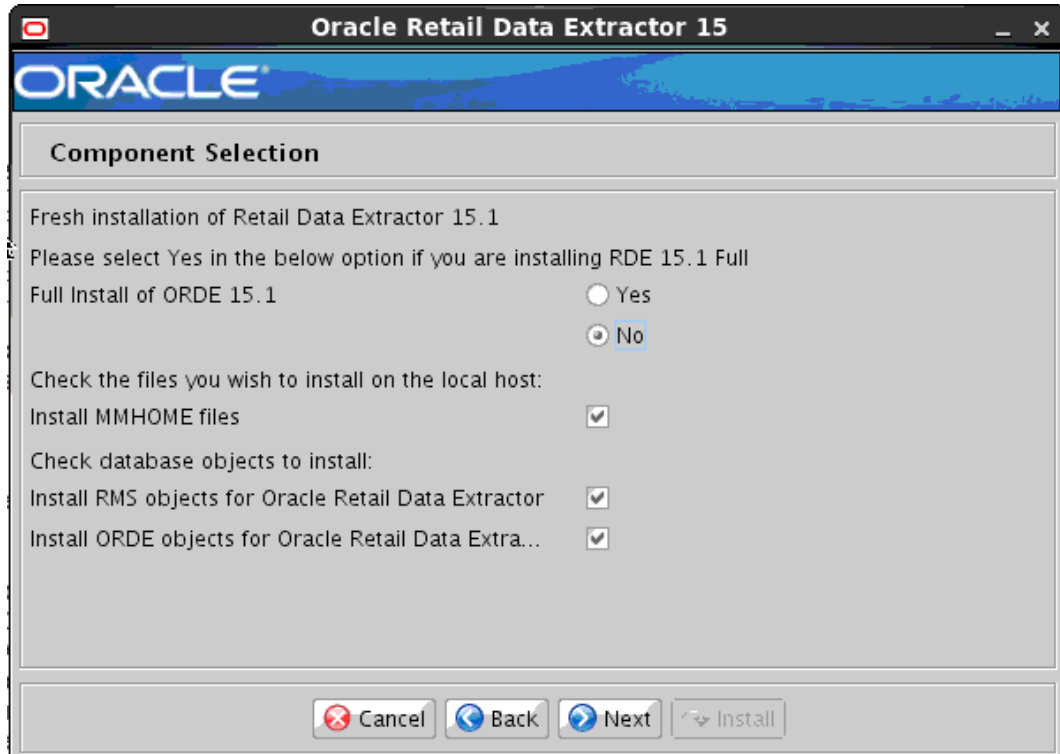 Oracle Retail Data Extractor 15
ORACLE
Component Selection
Fresh installation of Retail Data Extractor 15.1
Please select Yes in the below option if you are installing RDE 15.1 Full
Full Install of ORDE 15.1 Yes
No
Check the files you wish to install on the local host:
Install MMHOME files
Check database objects to install:
Install RMS objects for Oracle Retail Data Extractor
Install ORDE objects for Oracle Retail Data Extra...
Cancel Back Next Install